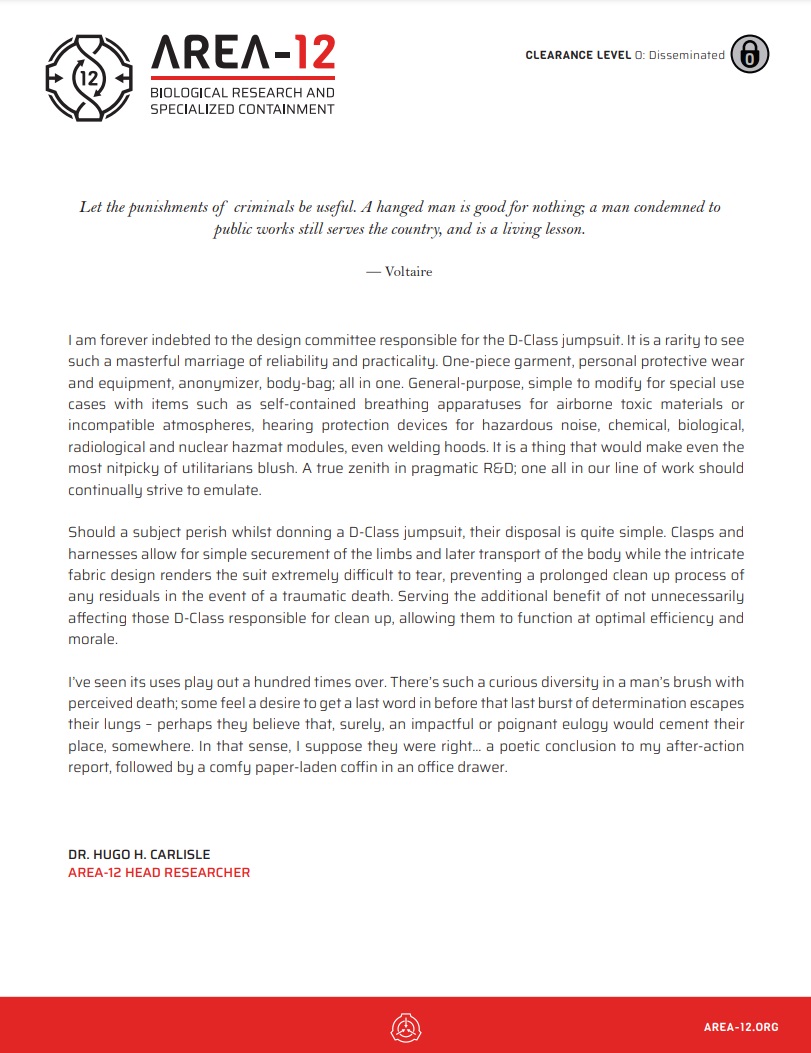 12
AREA-12
BIOLOGICAL RESEARCH AND
SPECIALIZED CONTAINMENT
CLEARANCE LEVEL 0: Disseminated
0
Let the punishments of criminals be useful. A hanged man is good for nothing; a man condemned to
public works still serves the country, and is a living lesson.
— Voltaire
I am forever indebted to the design committee responsible for the D-Class jumpsuit. It is a rarity to see
such a masterful marriage of reliability and practicality. One-piece garment, personal protective wear
and equipment, anonymizer, body-bag; all in one. General-purpose, simple to modify for special use
cases with items such as self-contained breathing apparatuses for airborne toxic materials or
incompatible atmospheres, hearing protection devices for hazardous noise, chemical, biological,
radiological and nuclear hazmat modules, even welding hoods. It is a thing that would make even the
most nitpicky of utilitarians blush. A true zenith in pragmatic R&D; one all in our line of work should
continually strive to emulate.
Should a subject perish whilst donning a D-Class jumpsuit, their disposal is quite simple. Clasps and
harnesses allow for simple securement of the limbs and later transport of the body while the intricate
fabric design renders the suit extremely difficult to tear, preventing a prolonged clean up process of
any residuals in the event of a traumatic death. Serving the additional benefit of not unnecessarily
affecting those D-Class responsible for clean up, allowing them to function at optimal efficiency and
morale.
I've seen its uses play out a hundred times over. There's such a curious diversity in a man's brush with
perceived death; some feel a desire to get a last word in before that last burst of determination escapes
their lungs – perhaps they believe that, surely, an impactful or poignant eulogy would cement their
place, somewhere. In that sense, I suppose they were right... a poetic conclusion to my after-action
report, followed by a comfy paper-laden coffin in an office drawer.
DR. HUGO H. CARLISLE
AREA-12 HEAD RESEARCHER
AREA-12.ORG